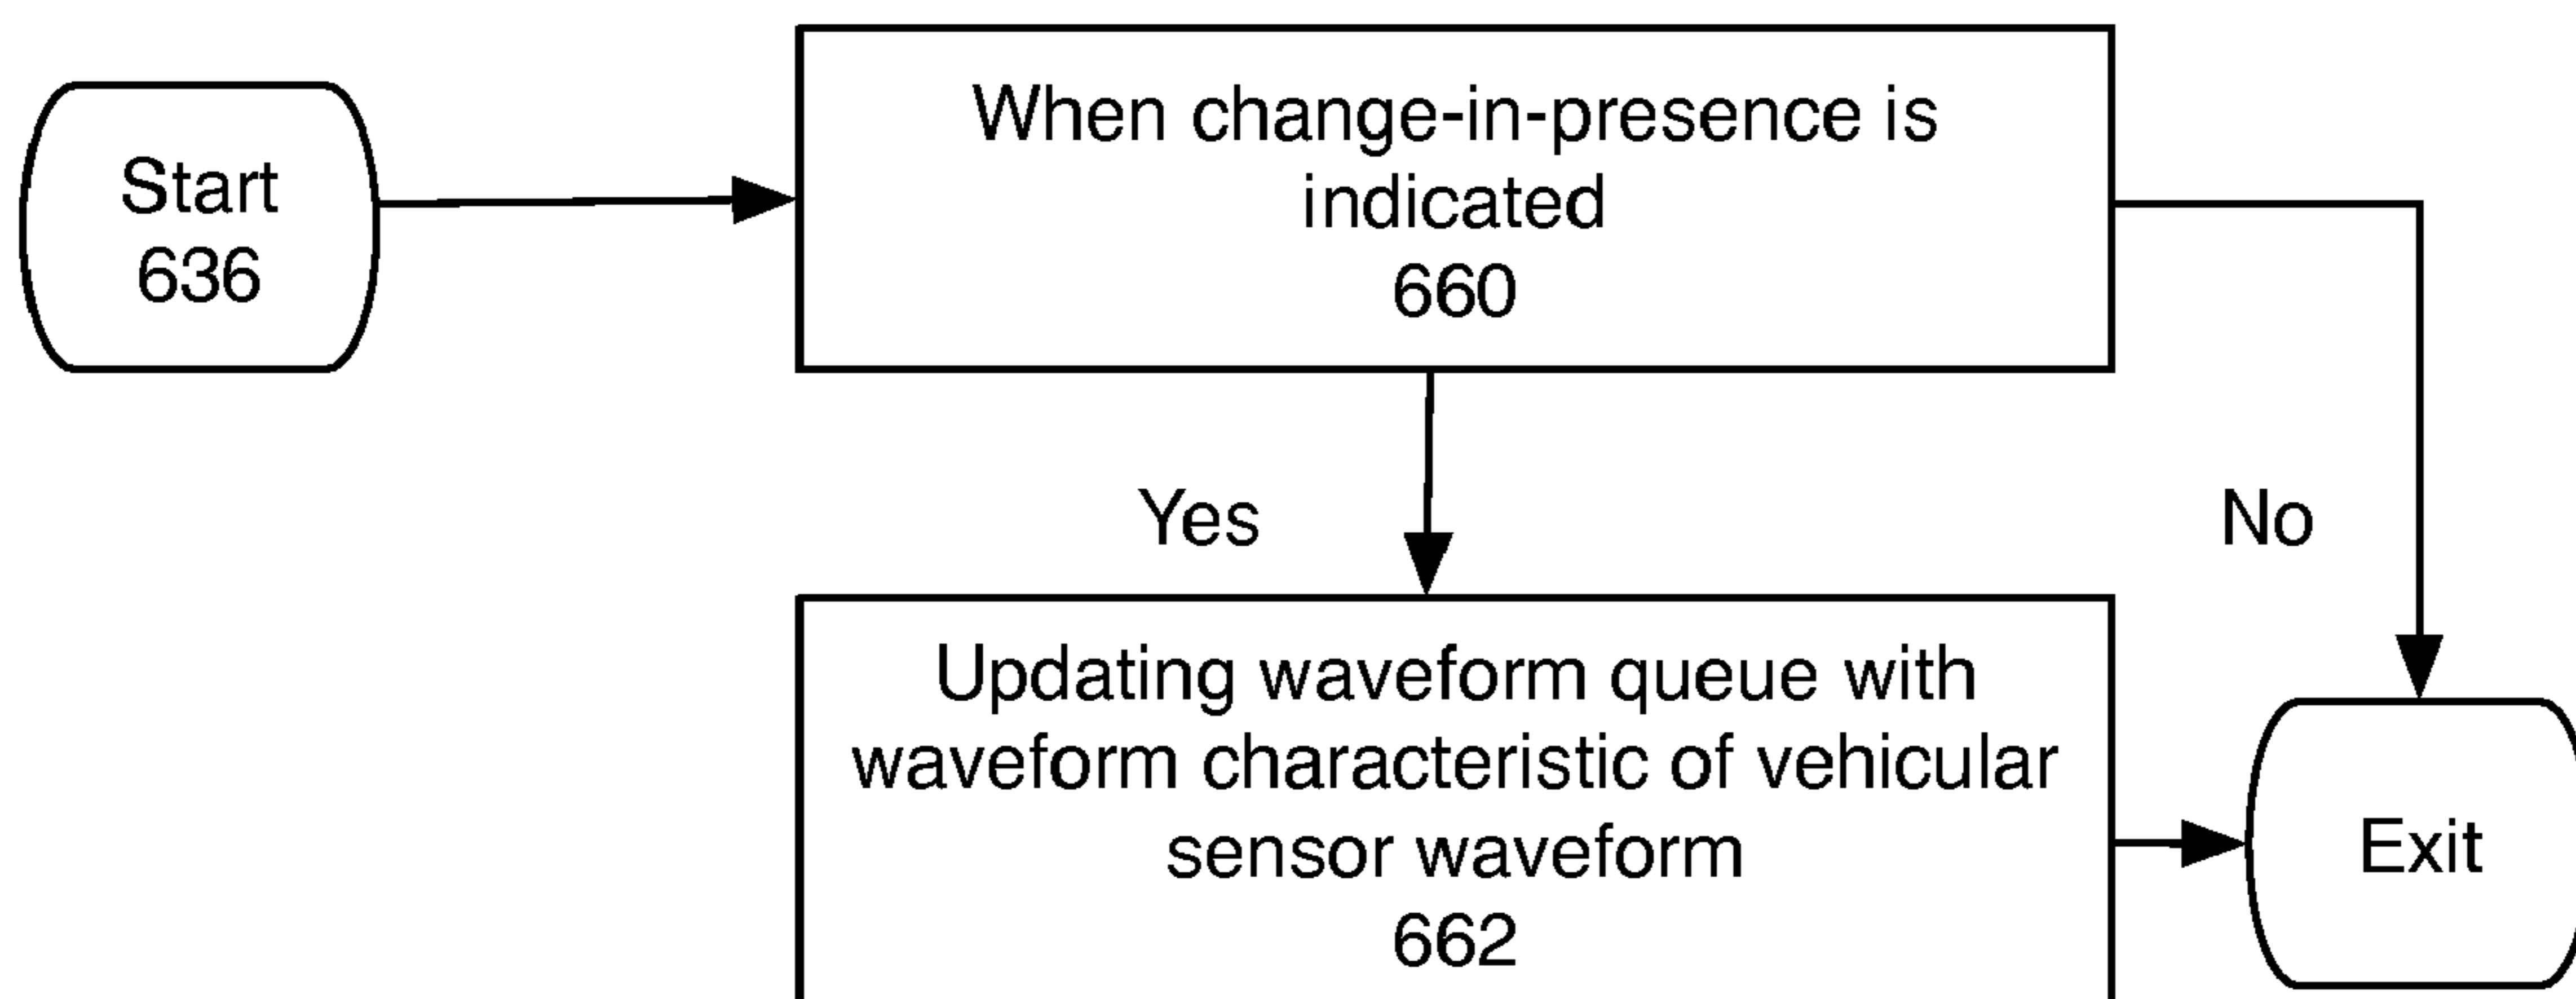 Start
636
When change-in-presence is
indicated
660
Yes
No
Updating waveform queue with
waveform characteristic of vehicular
sensor waveform
662
Exit